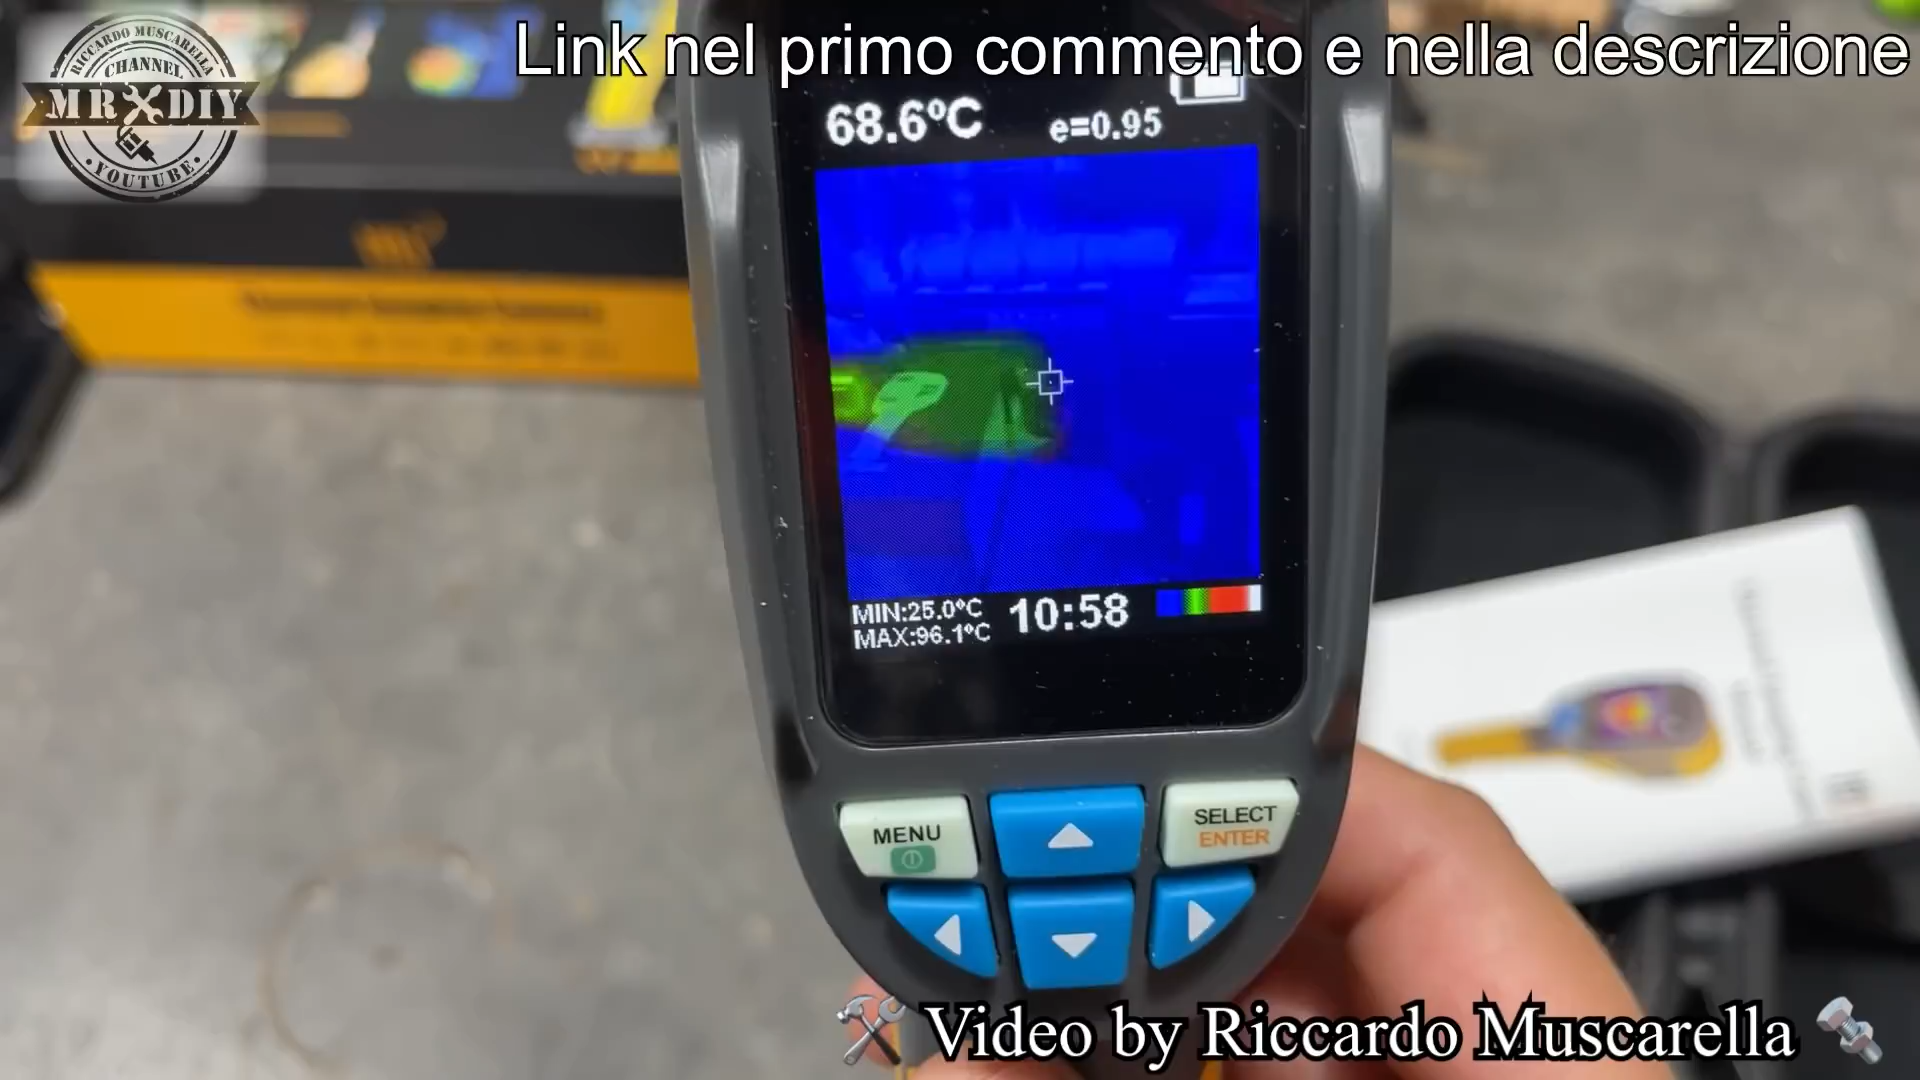 Link nel primo commento e nella descrizione
RICCARDO MUSCARELLA
CHANNEL
MR DIY
YOUTUBE
68.6°C
e=0.95
MIN:25.0°C
MAX:96.1°C
10:58
MENU
SELECT
ENTER
Video by Riccardo Muscarella